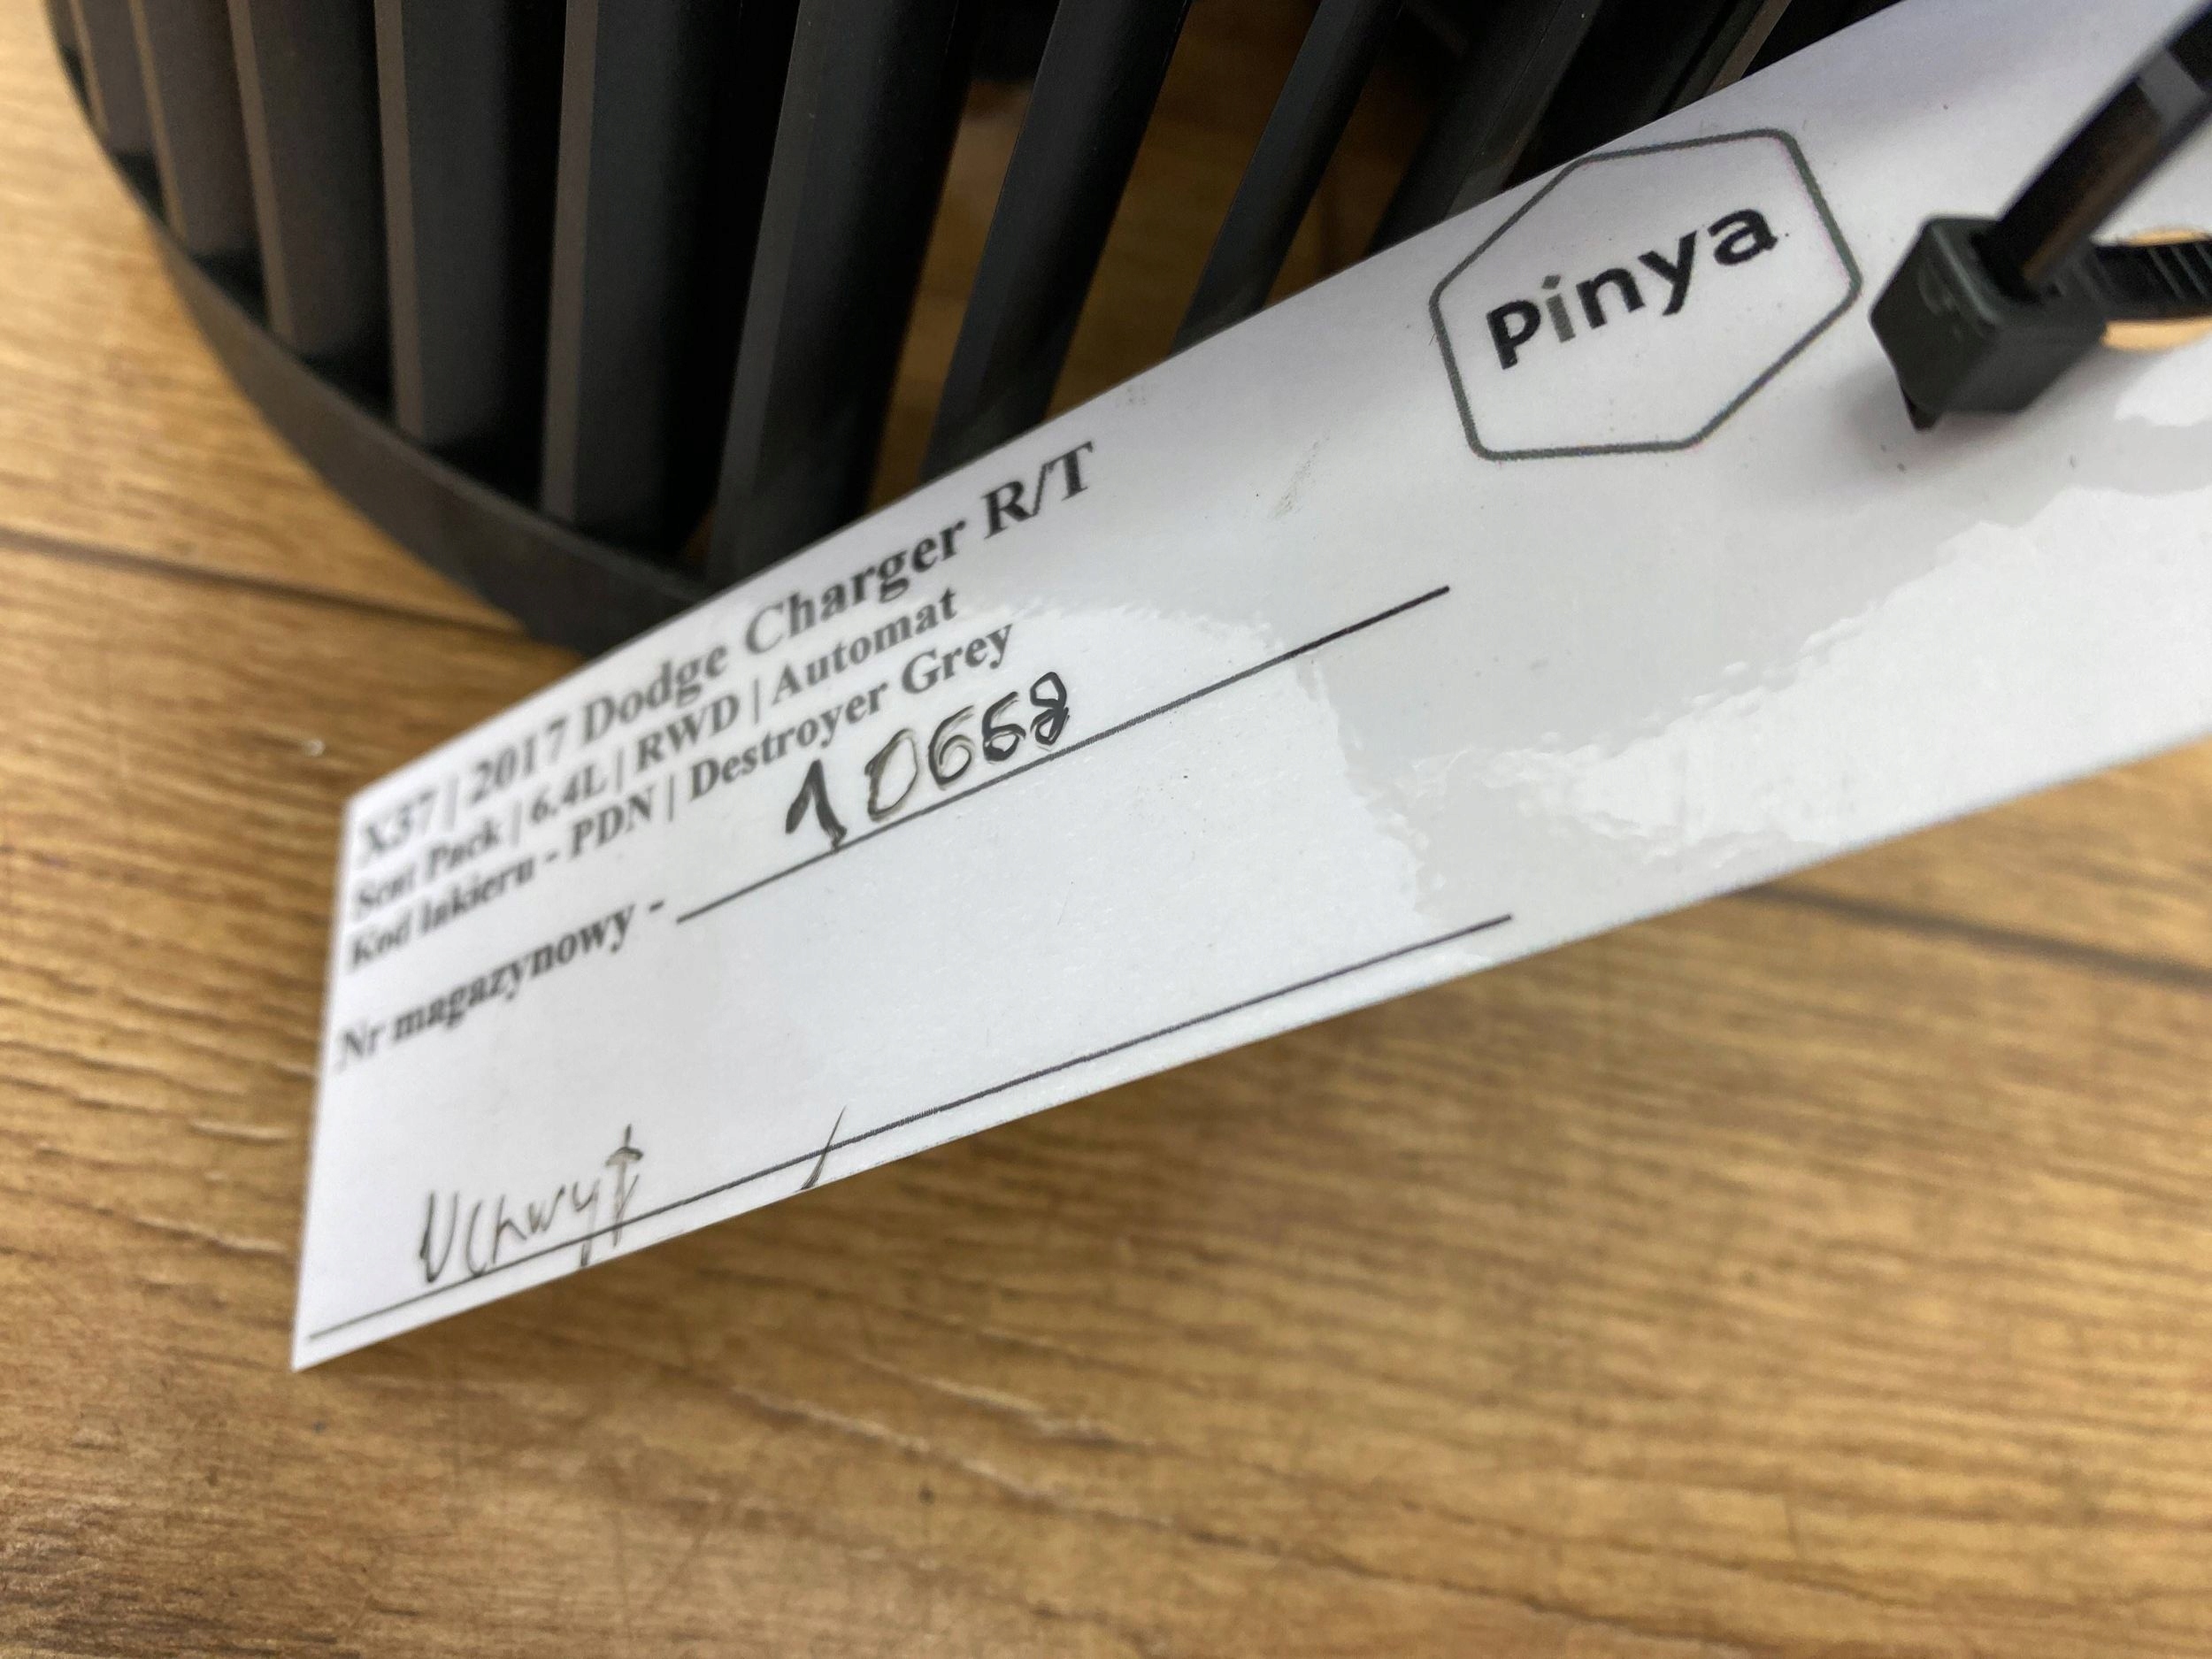 Pinya
X37 | 2017 Dodge Charger R/T
Scat Pack | 6.4L | RWD | Automat
Kod lakieru - PDN | Destroyer Grey
Nr magazynowy - 10668
Uchwyt